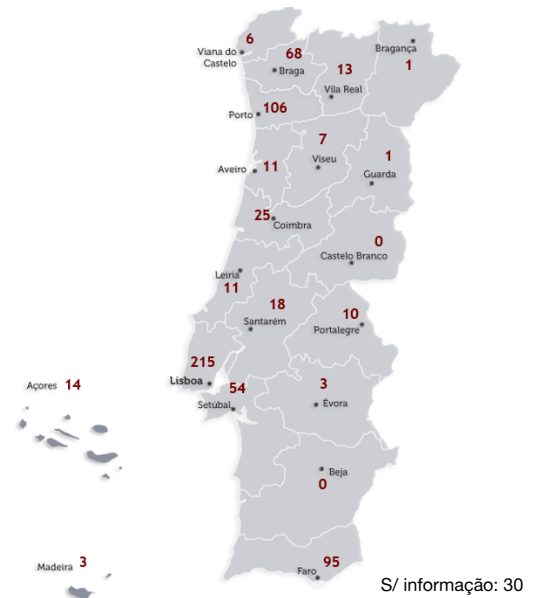 6
Viana do
Castelo
68
Braga
Bragança
1
13
Vila Real
106
Porto
7
Viseu
1
Guarda
Aveiro 11
25
Coimbra
0
Castelo Branco
Leiria
11
18
Santarém
10
Portalegre
215
Lisboa
54
Setúbal
3
Évora
Açores 14
Beja
0
Madeira 3
95
Faro
S/ informação: 30